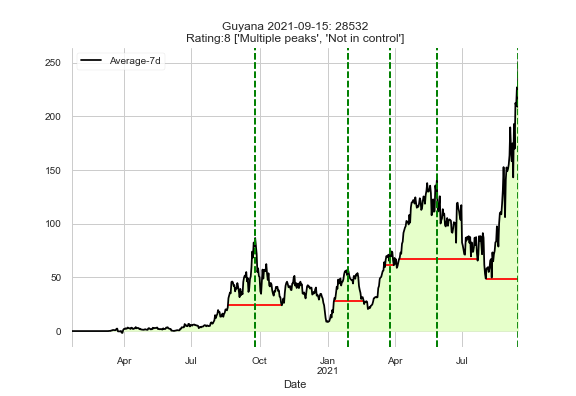 Guyana 2021-09-15: 28532
Rating:8 ['Multiple peaks', 'Not in control']
Average-7d
250
200
150
100
50
0
Apr
Jul
Oct
Jan
2021
Apr
Jul
Date